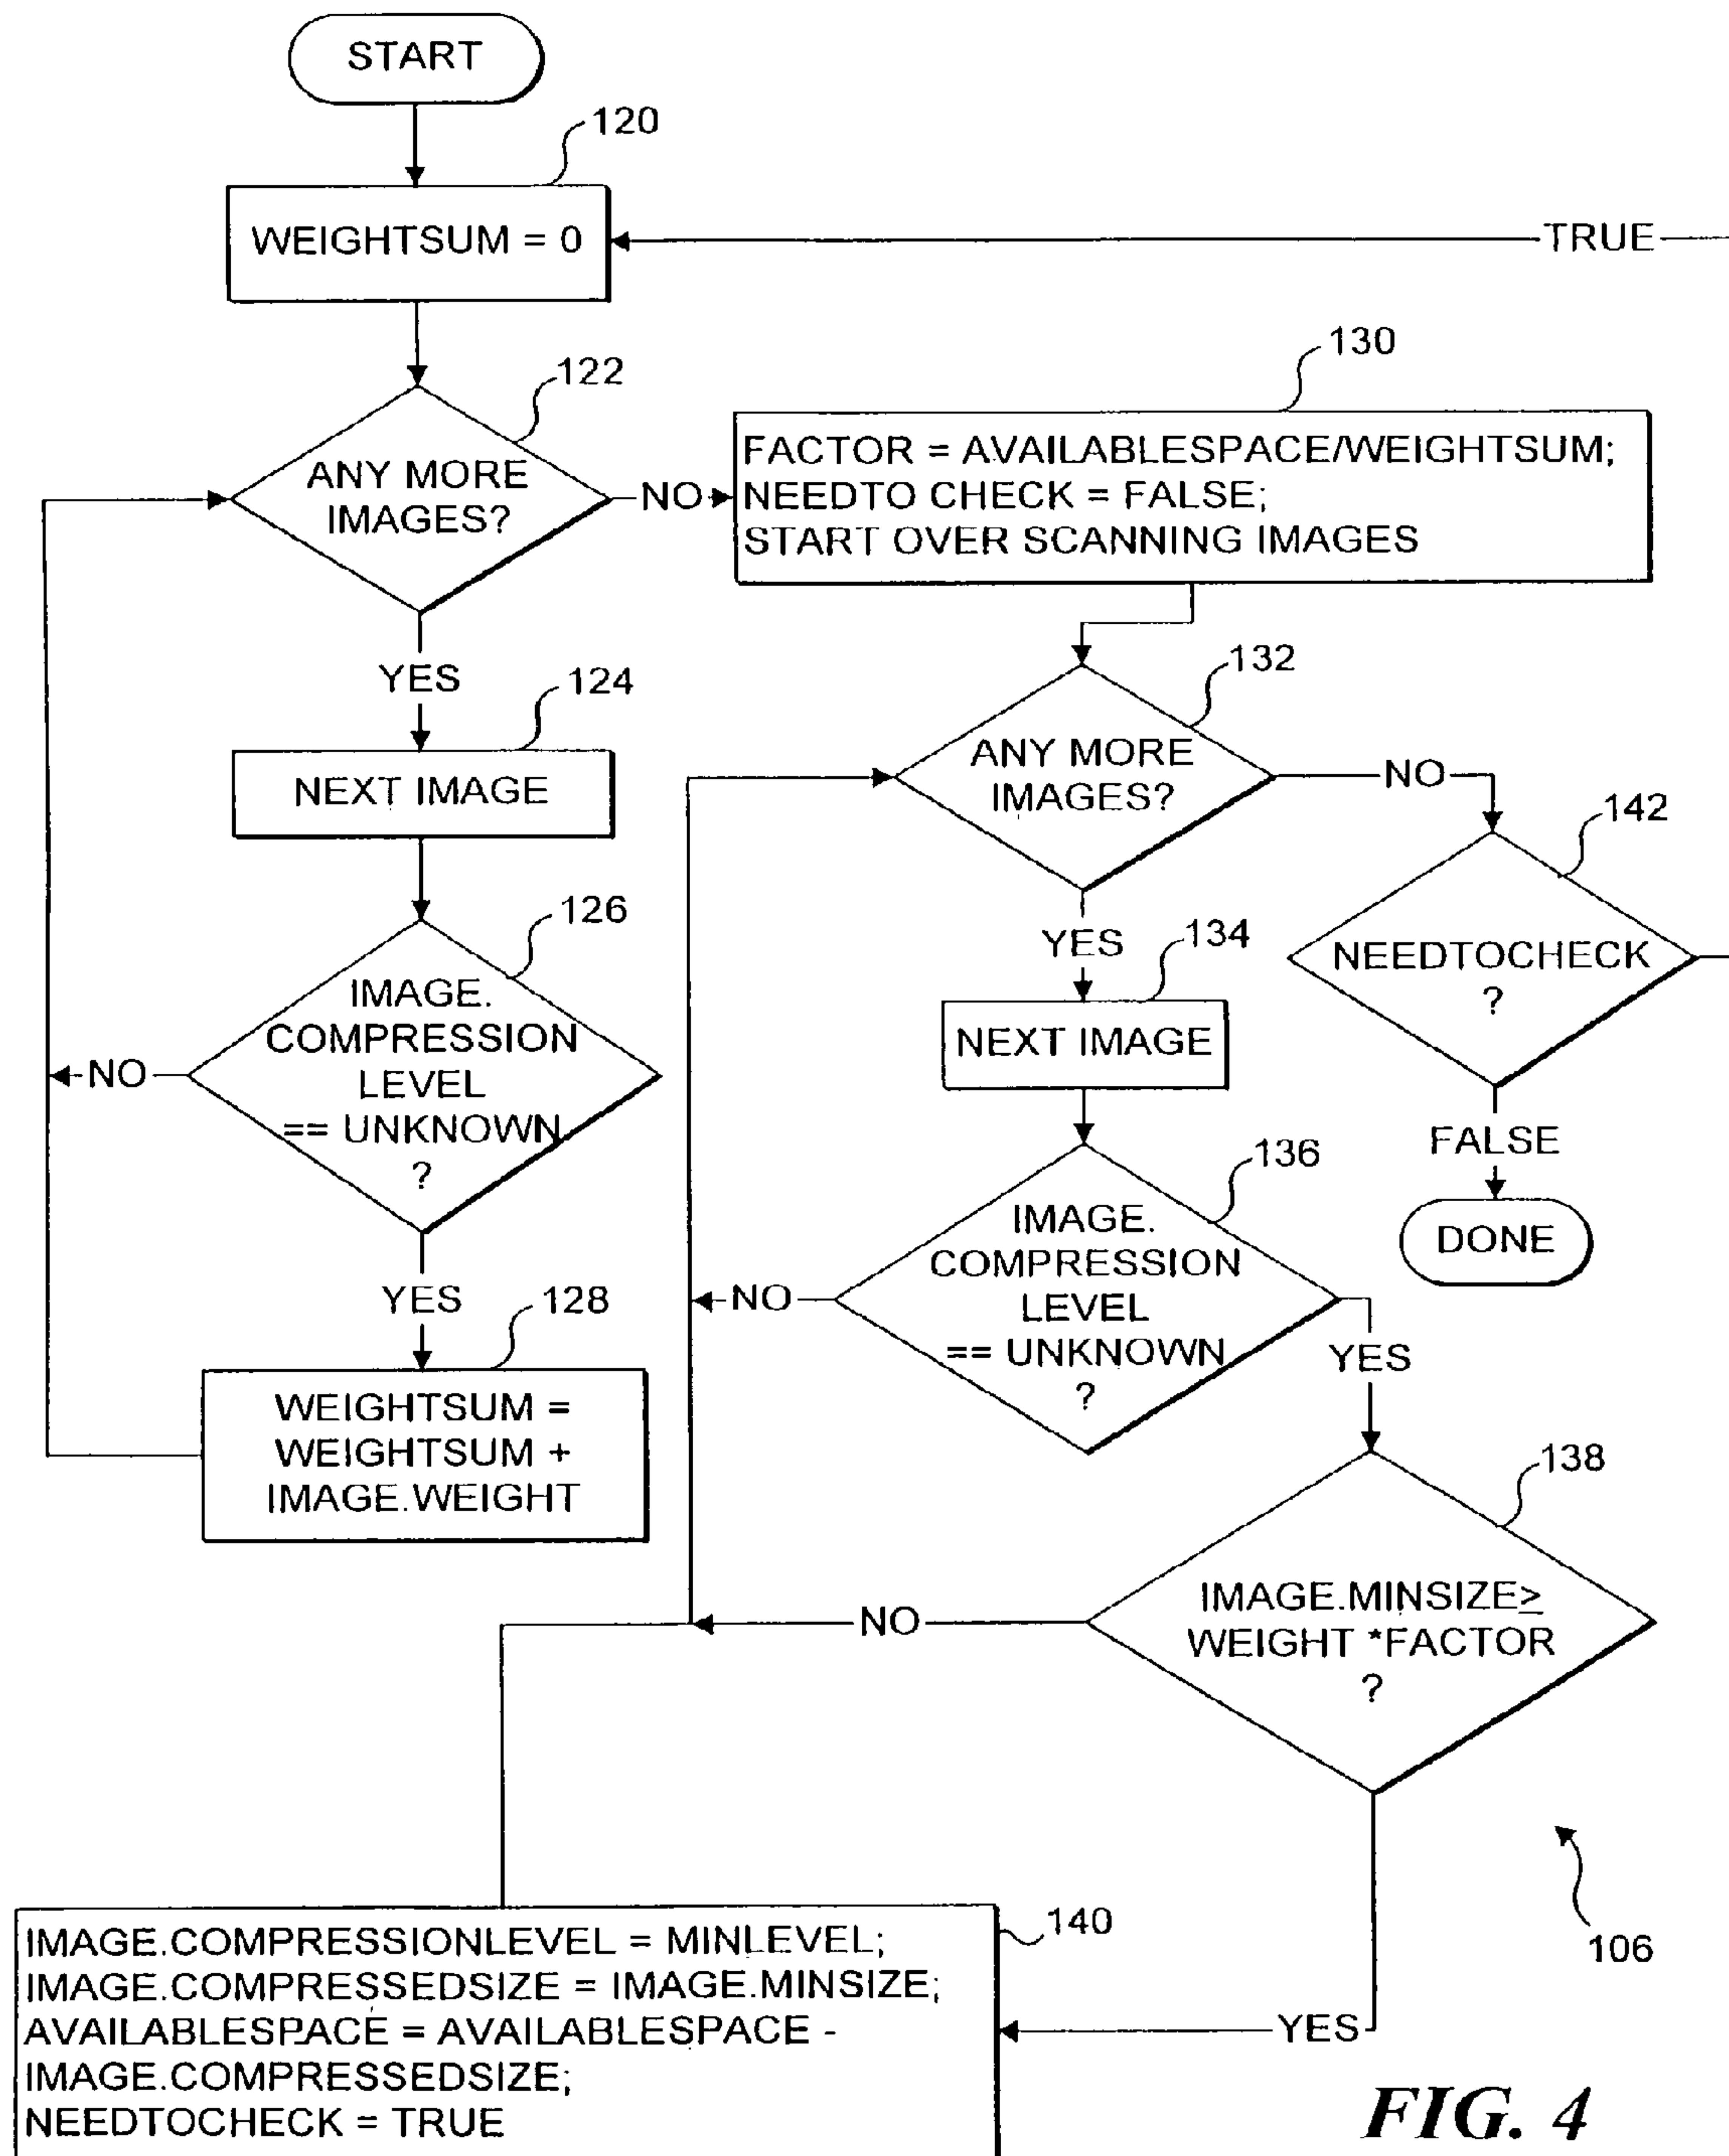 START
120
WEIGHTSUM = 0
TRUE
122
ANY MORE
IMAGES?
NO
130
FACTOR = AVAILABLESPACE/WEIGHTSUM;
NEEDTO CHECK = FALSE;
START OVER SCANNING IMAGES
YES
124
NEXT IMAGE
126
IMAGE.
COMPRESSION
LEVEL
== UNKNOWN
?
NO
YES
128
WEIGHTSUM =
WEIGHTSUM +
IMAGE.WEIGHT
132
ANY MORE
IMAGES?
NO
142
NEEDTOCHECK
?
FALSE
DONE
YES
134
NEXT IMAGE
136
IMAGE.
COMPRESSION
LEVEL
== UNKNOWN
?
NO
YES
138
IMAGE.MINSIZE≥
WEIGHT *FACTOR
?
NO
YES
140
IMAGE.COMPRESSIONLEVEL = MINLEVEL;
IMAGE.COMPRESSEDSIZE = IMAGE.MINSIZE;
AVAILABLESPACE = AVAILABLESPACE -
IMAGE.COMPRESSEDSIZE;
NEEDTOCHECK = TRUE
106
FIG. 4